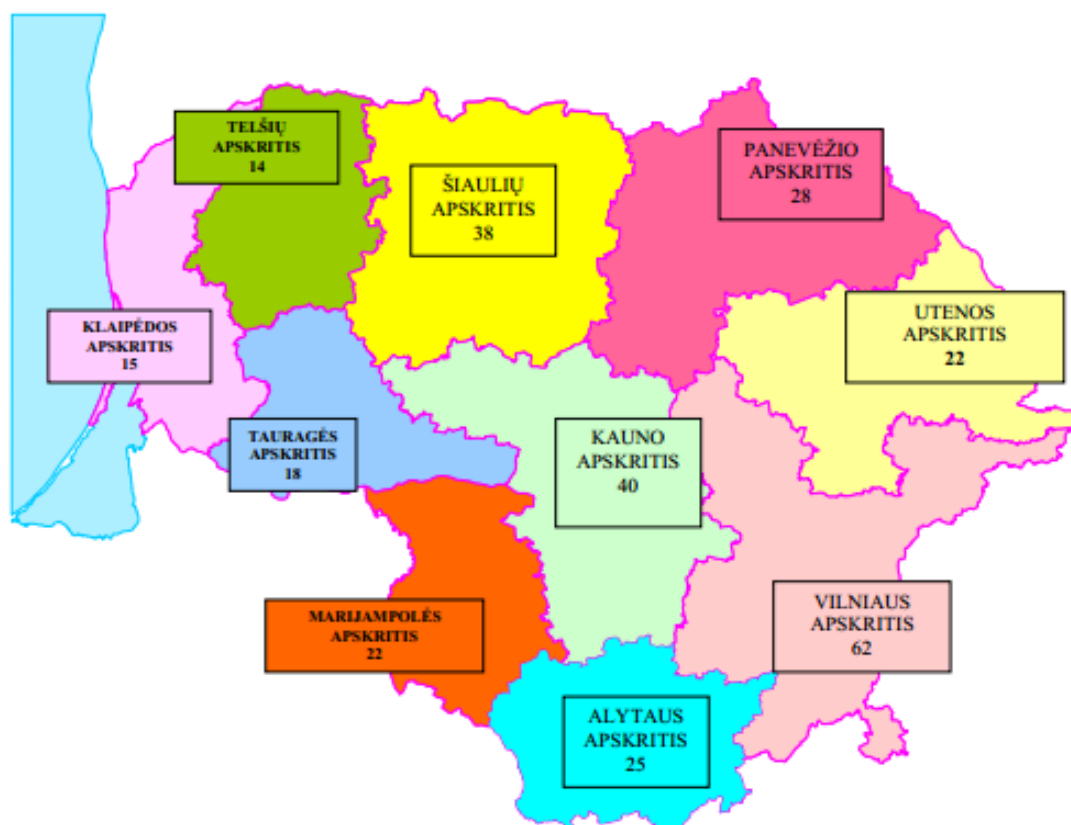 TELŠIŲ
APSKRITIS
14
ŠIAULIŲ
APSKRITIS
38
PANEVĖŽIO
APSKRITIS
28
KLAIPĖDOS
APSKRITIS
15
UTENOS
APSKRITIS
22
TAURAGĖS
APSKRITIS
18
KAUNO
APSKRITIS
40
MARIJAMPOLĖS
APSKRITIS
22
VILNIAUS
APSKRITIS
62
ALYTAUS
APSKRITIS
25